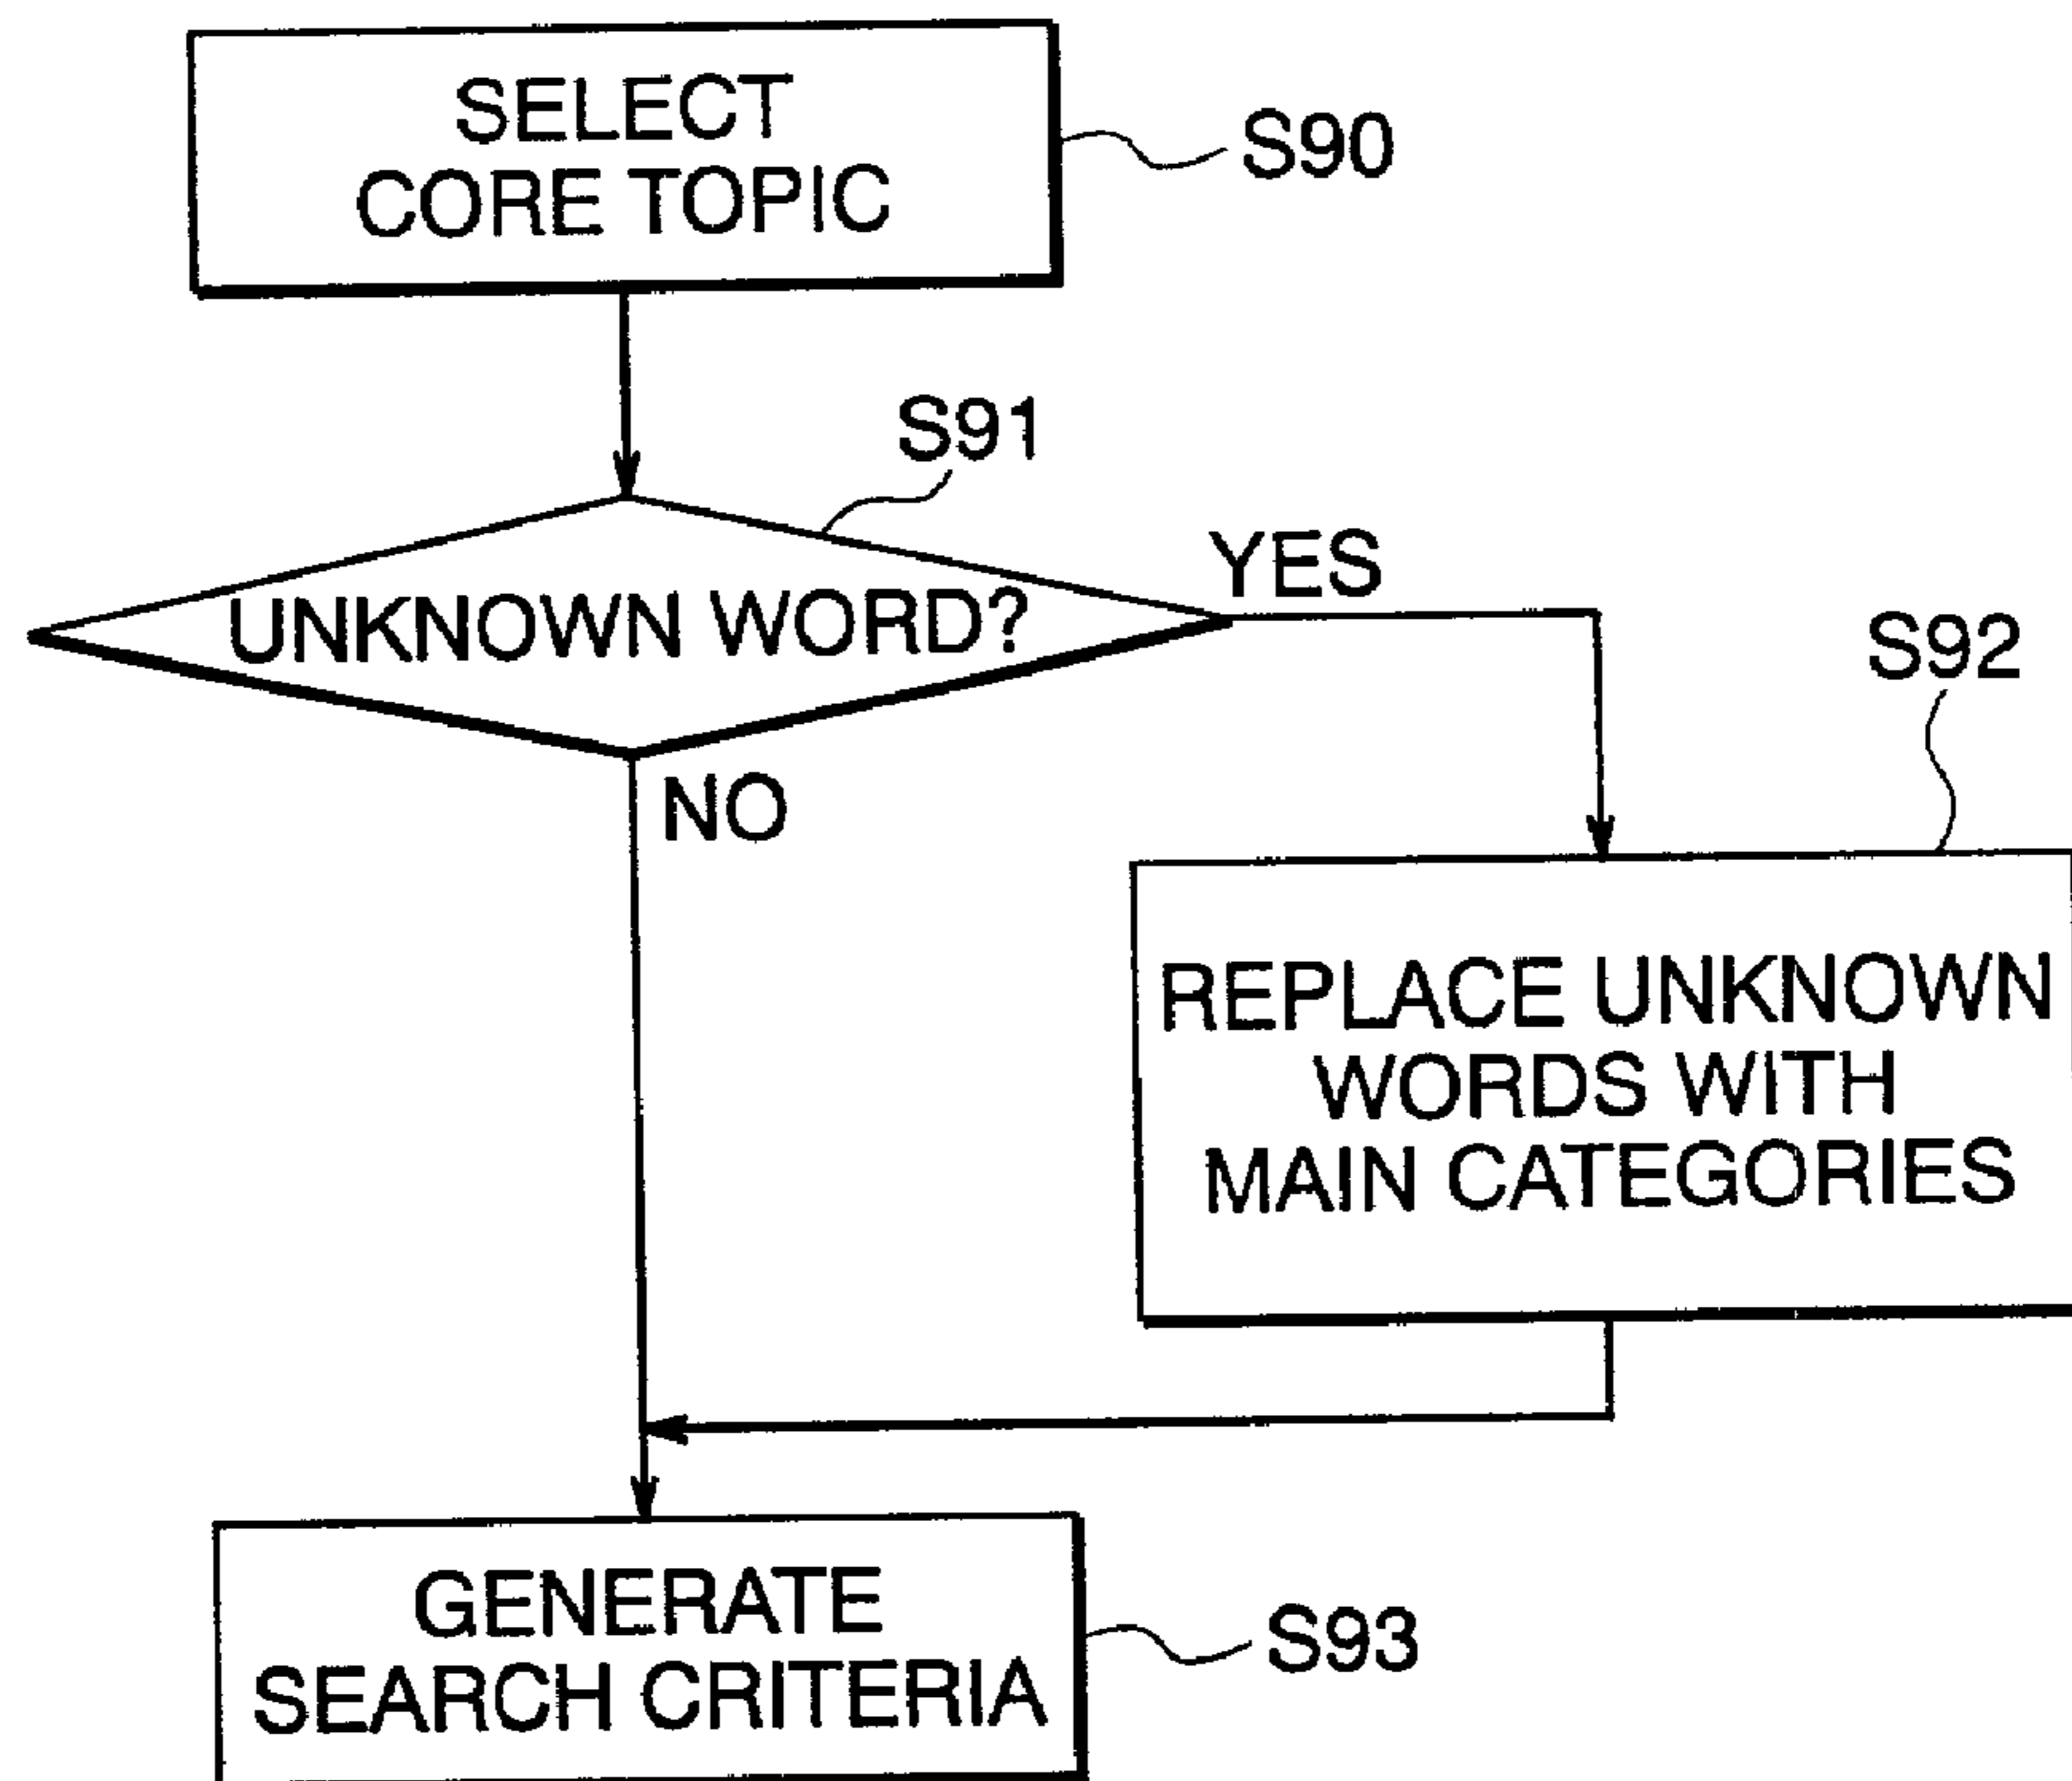 SELECT
CORE TOPIC
S90
S91
UNKNOWN WORD?
YES
S92
NO
REPLACE UNKNOWN
WORDS WITH
MAIN CATEGORIES
GENERATE
SEARCH CRITERIA
S93